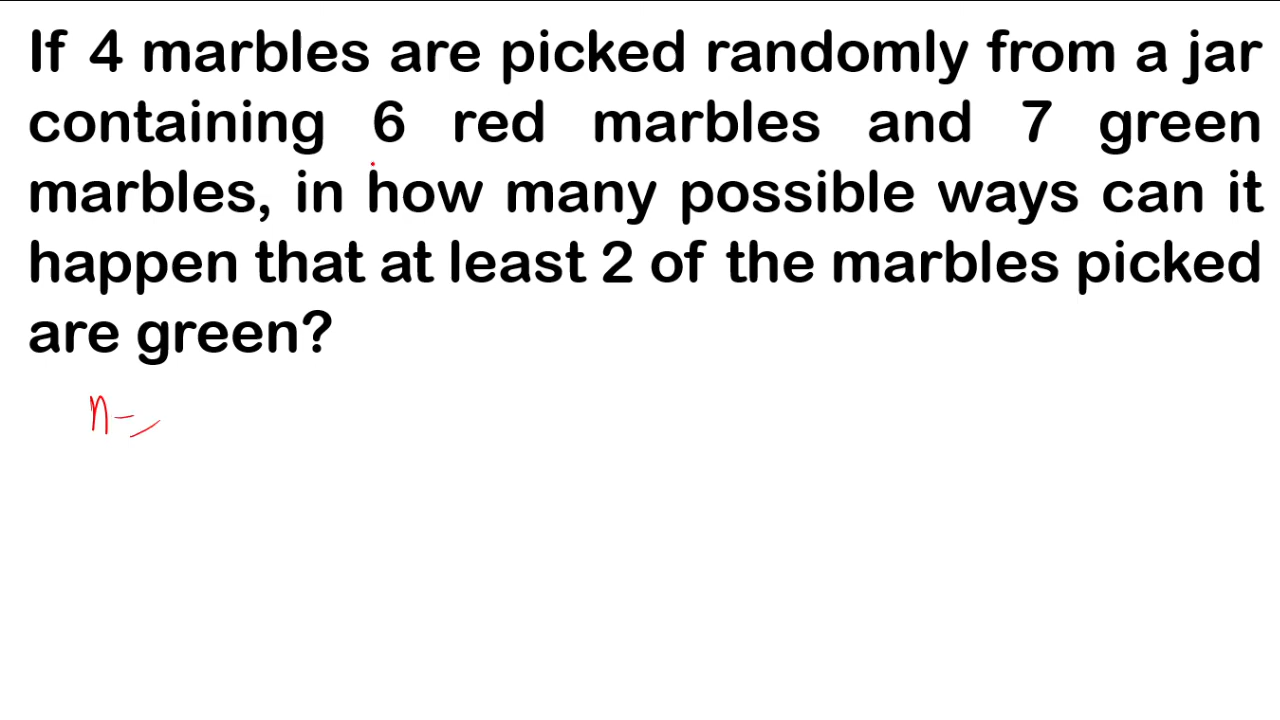 If 4 marbles are picked randomly from a jar
containing 6 red marbles and 7 green
marbles, in how many possible ways can it
happen that at least 2 of the marbles picked
are green?
n=